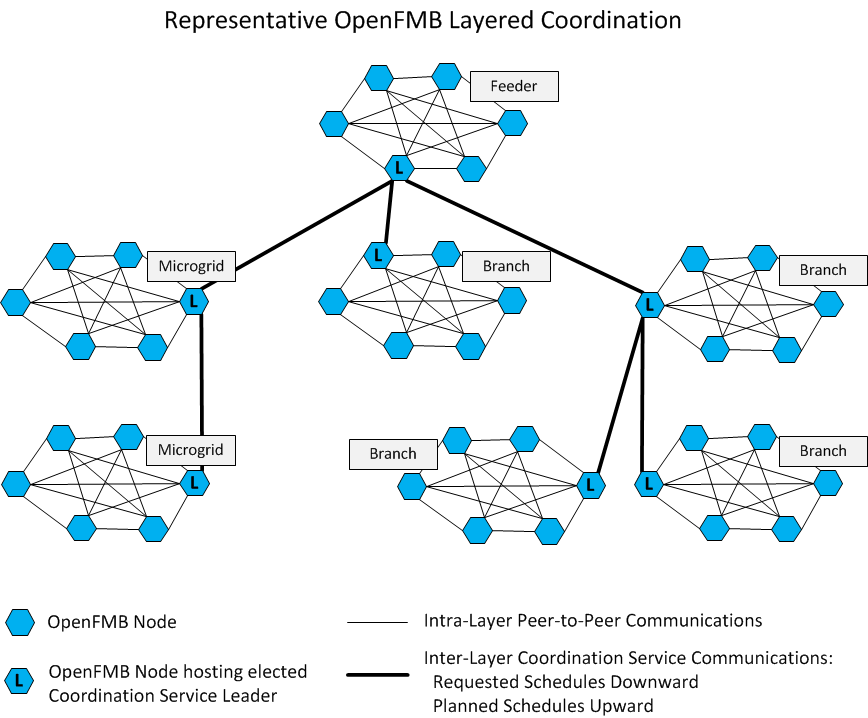 Representative OpenFMB Layered Coordination
Feeder
L
Microgrid
L
L
Branch
L
Branch
Microgrid
L
Branch
L
L
Branch
OpenFMB Node
Intra-Layer Peer-to-Peer Communications
L
OpenFMB Node hosting elected
Coordination Service Leader
Inter-Layer Coordination Service Communications:
Requested Schedules Downward
Planned Schedules Upward